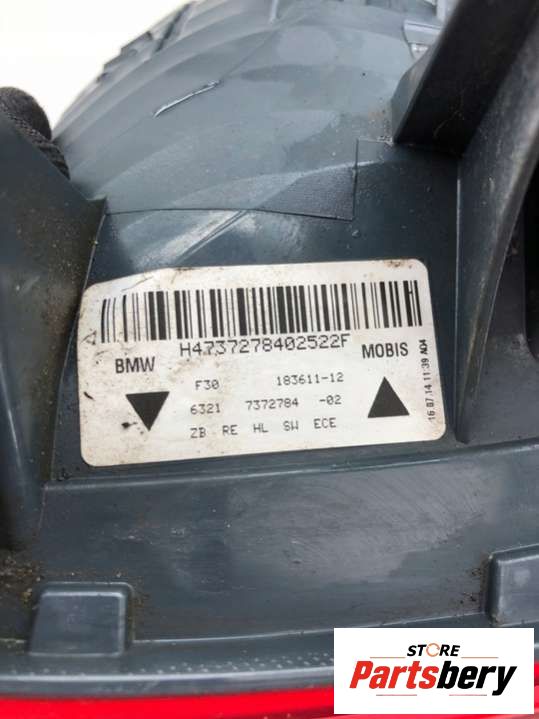 H4737278402522F
BMW MOBIS
F30 183611-12
6321 7372784 -02
ZB RE HL SW ECE
16.07.14 11:39 A04
STORE
Partsbery